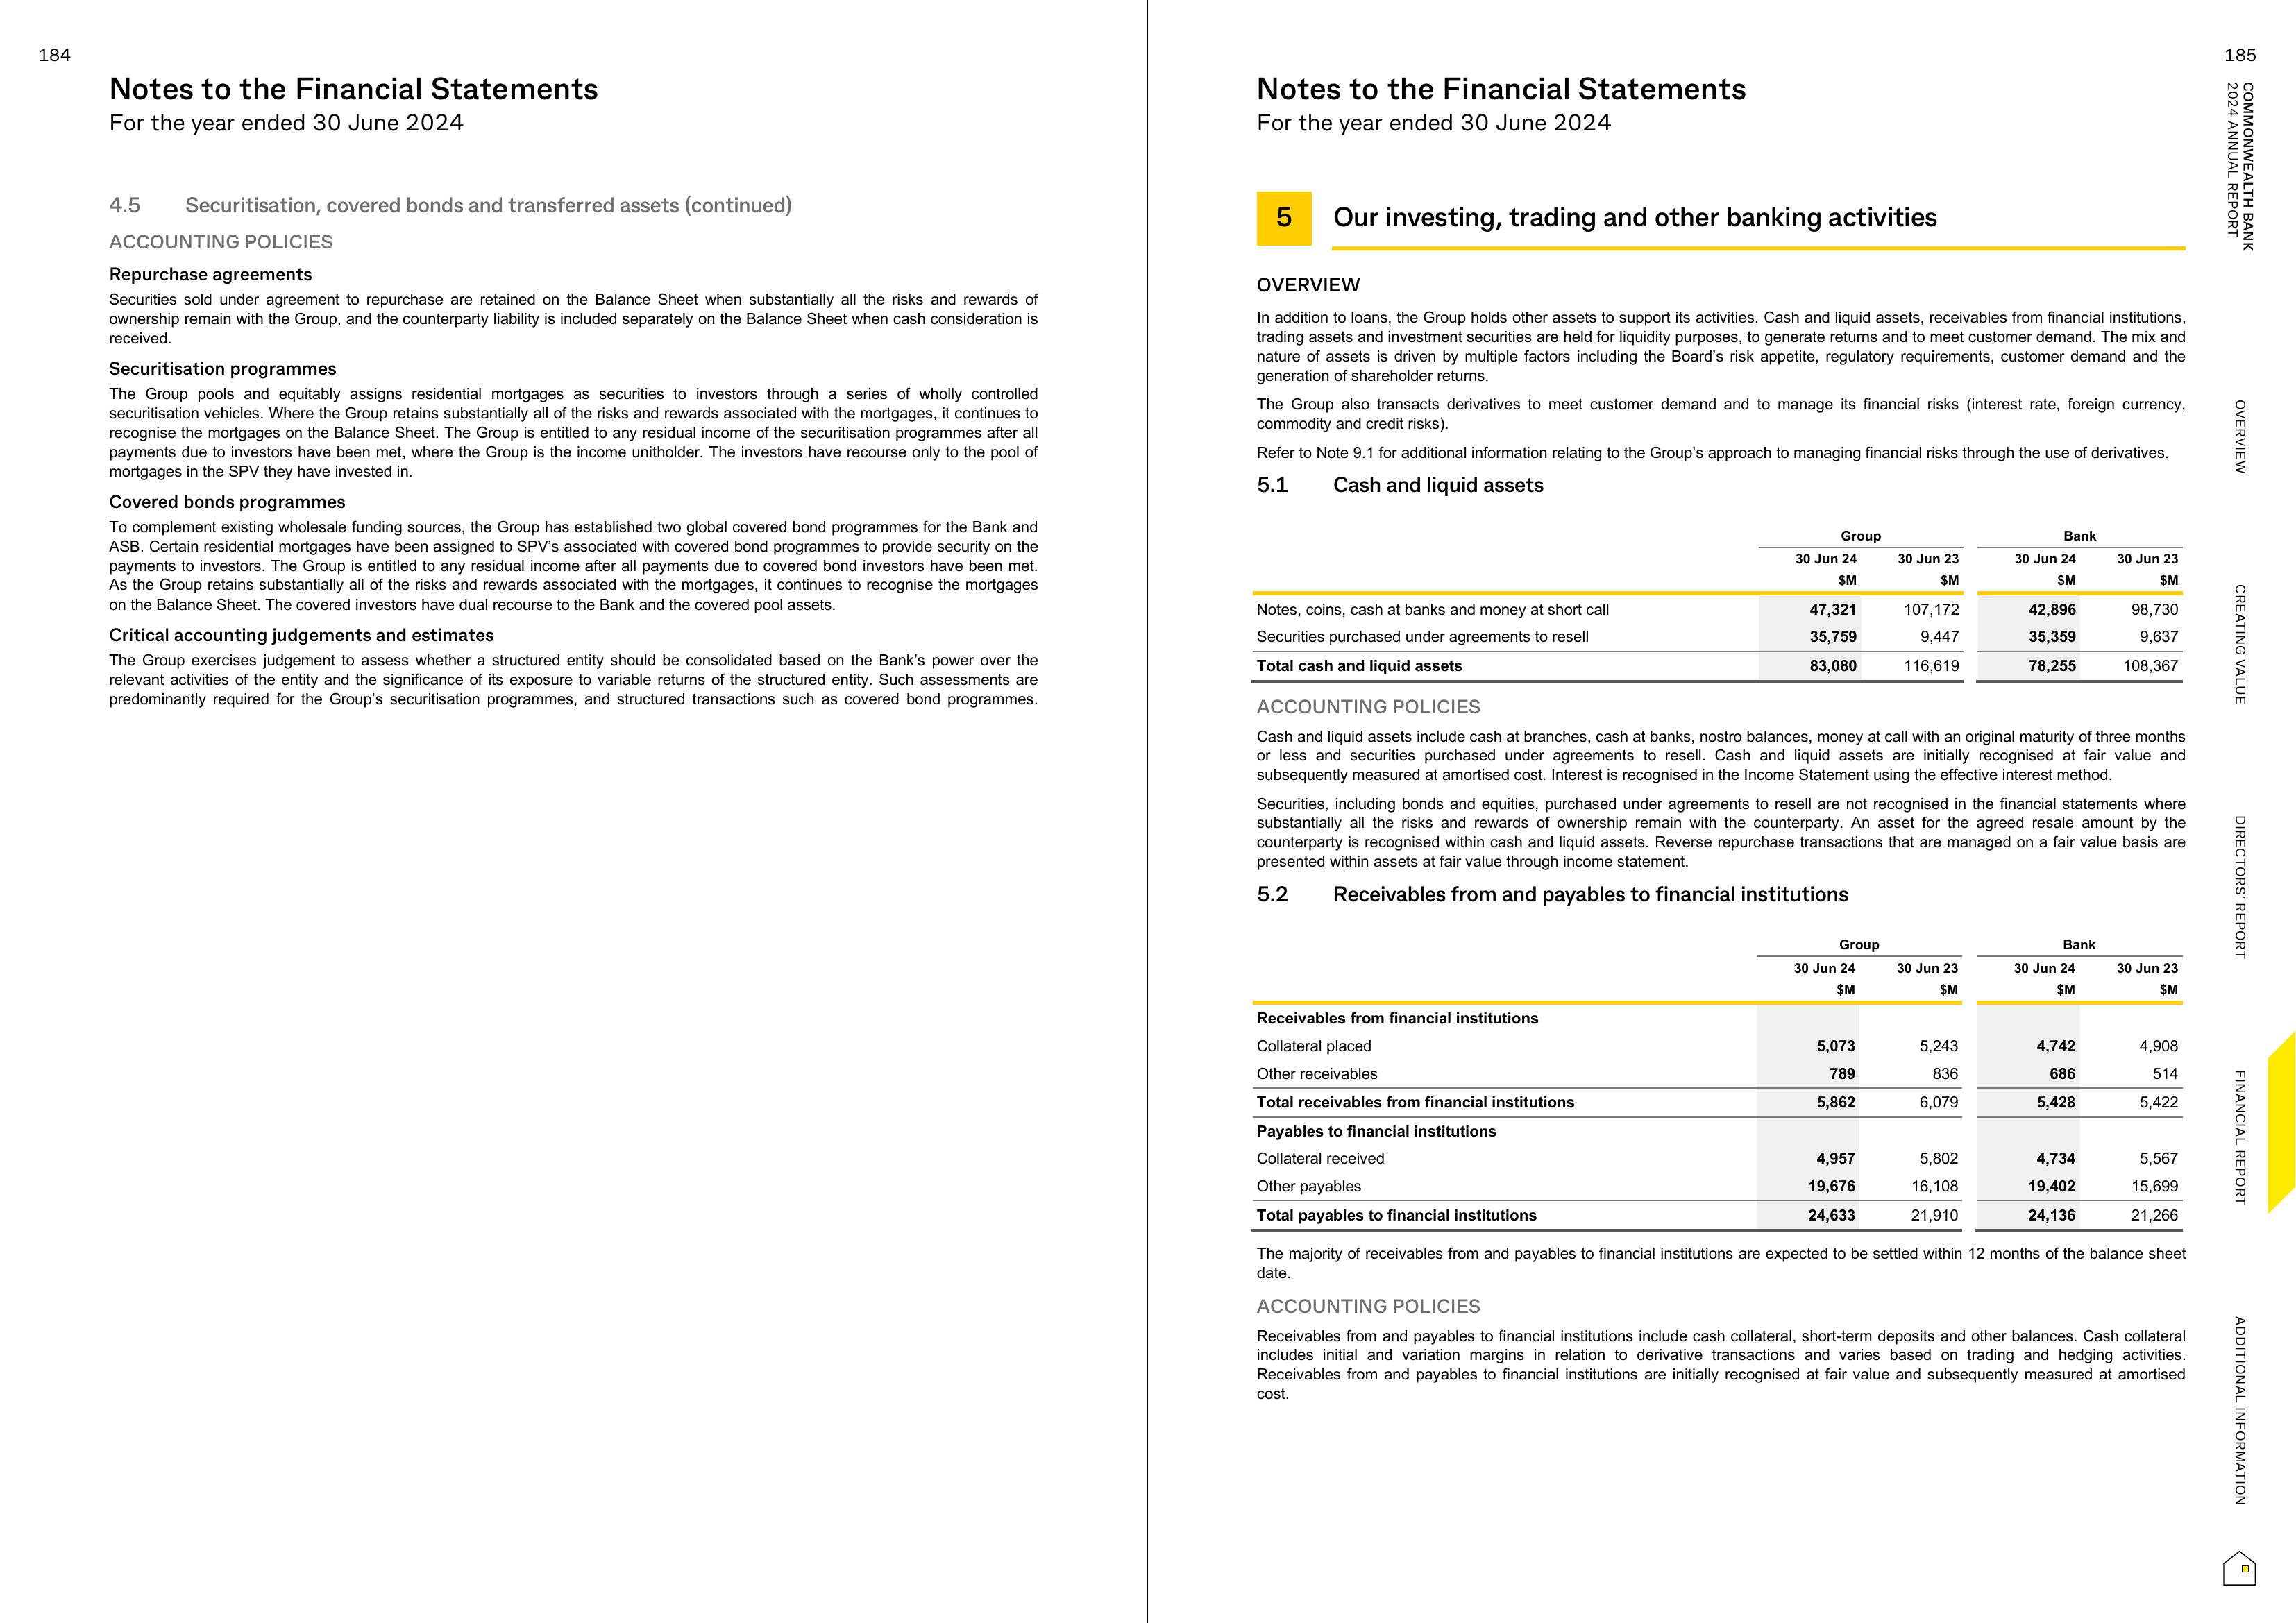 184
Notes to the Financial Statements
For the year ended 30 June 2024
4.5 Securitisation, covered bonds and transferred assets (continued)
ACCOUNTING POLICIES
Repurchase agreements
Securities sold under agreement to repurchase are retained on the Balance Sheet when substantially all the risks and rewards of
ownership remain with the Group, and the counterparty liability is included separately on the Balance Sheet when cash consideration is
received.
Securitisation programmes
The Group pools and equitably assigns residential mortgages as securities to investors through a series of wholly controlled
securitisation vehicles. Where the Group retains substantially all of the risks and rewards associated with the mortgages, it continues to
recognise the mortgages on the Balance Sheet. The Group is entitled to any residual income of the securitisation programmes after all
payments due to investors have been met, where the Group is the income unitholder. The investors have recourse only to the pool of
mortgages in the SPV they have invested in.
Covered bonds programmes
To complement existing wholesale funding sources, the Group has established two global covered bond programmes for the Bank and
ASB. Certain residential mortgages have been assigned to SPV's associated with covered bond programmes to provide security on the
payments to investors. The Group is entitled to any residual income after all payments due to covered bond investors have been met.
As the Group retains substantially all of the risks and rewards associated with the mortgages, it continues to recognise the mortgages
on the Balance Sheet. The covered investors have dual recourse to the Bank and the covered pool assets.
Critical accounting judgements and estimates
The Group exercises judgement to assess whether a structured entity should be consolidated based on the Bank's power over the
relevant activities of the entity and the significance of its exposure to variable returns of the structured entity. Such assessments are
predominantly required for the Group's securitisation programmes, and structured transactions such as covered bond programmes.
185
Notes to the Financial Statements
For the year ended 30 June 2024
5 Our investing, trading and other banking activities
OVERVIEW
In addition to loans, the Group holds other assets to support its activities. Cash and liquid assets, receivables from financial institutions,
trading assets and investment securities are held for liquidity purposes, to generate returns and to meet customer demand. The mix and
nature of assets is driven by multiple factors including the Board's risk appetite, regulatory requirements, customer demand and the
generation of shareholder returns.
The Group also transacts derivatives to meet customer demand and to manage its financial risks (interest rate, foreign currency,
commodity and credit risks).
Refer to Note 9.1 for additional information relating to the Group's approach to managing financial risks through the use of derivatives.
5.1 Cash and liquid assets
Group Bank
30 Jun 24 30 Jun 23 30 Jun 24 30 Jun 23
$M $M $M $M
Notes, coins, cash at banks and money at short call 47,321 107,172 42,896 98,730
Securities purchased under agreements to resell 35,759 9,447 35,359 9,637
Total cash and liquid assets 83,080 116,619 78,255 108,367
ACCOUNTING POLICIES
Cash and liquid assets include cash at branches, cash at banks, nostro balances, money at call with an original maturity of three months
or less and securities purchased under agreements to resell. Cash and liquid assets are initially recognised at fair value and
subsequently measured at amortised cost. Interest is recognised in the Income Statement using the effective interest method.
Securities, including bonds and equities, purchased under agreements to resell are not recognised in the financial statements where
substantially all the risks and rewards of ownership remain with the counterparty. An asset for the agreed resale amount by the
counterparty is recognised within cash and liquid assets. Reverse repurchase transactions that are managed on a fair value basis are
presented within assets at fair value through income statement.
5.2 Receivables from and payables to financial institutions
Group Bank
30 Jun 24 30 Jun 23 30 Jun 24 30 Jun 23
$M $M $M $M
Receivables from financial institutions
Collateral placed 5,073 5,243 4,742 4,908
Other receivables 789 836 686 514
Total receivables from financial institutions 5,862 6,079 5,428 5,422
Payables to financial institutions
Collateral received 4,957 5,802 4,734 5,567
Other payables 19,676 16,108 19,402 15,699
Total payables to financial institutions 24,633 21,910 24,136 21,266
The majority of receivables from and payables to financial institutions are expected to be settled within 12 months of the balance sheet
date.
ACCOUNTING POLICIES
Receivables from and payables to financial institutions include cash collateral, short-term deposits and other balances. Cash collateral
includes initial and variation margins in relation to derivative transactions and varies based on trading and hedging activities.
Receivables from and payables to financial institutions are initially recognised at fair value and subsequently measured at amortised
cost.
COMMONWEALTH BANK
2024 ANNUAL REPORT
OVERVIEW
CREATING VALUE
DIRECTORS' REPORT
FINANCIAL REPORT
ADDITIONAL INFORMATION